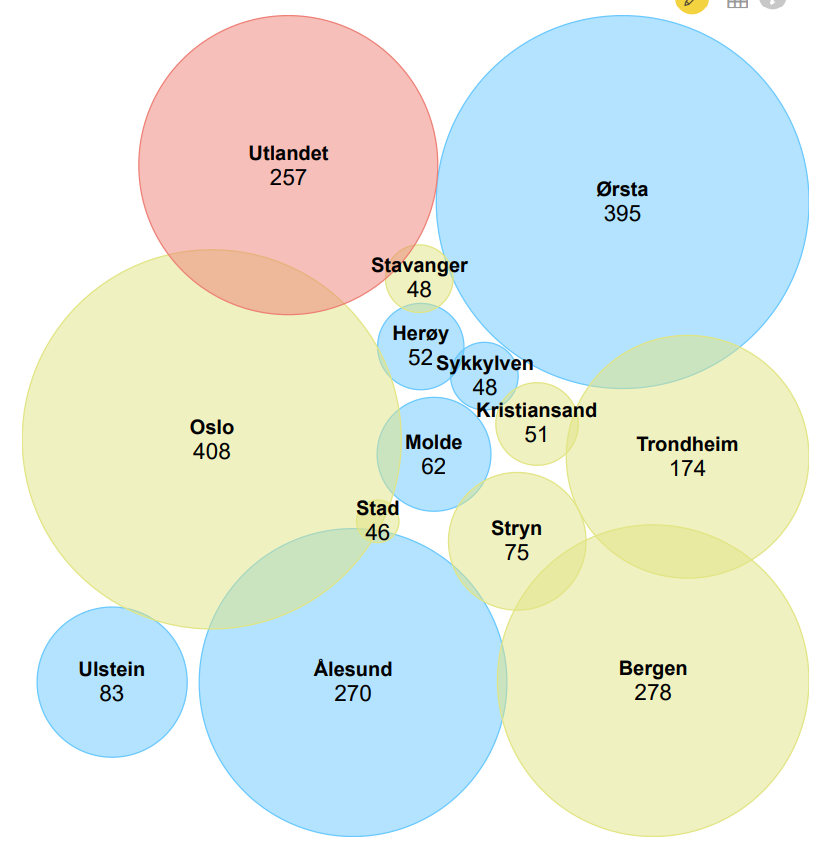 Utlandet
257
Ørsta
395
Stavanger
48
Herøy
52
Sykkylven
48
Kristiansand
51
Oslo
408
Molde
62
Trondheim
174
Stad
46
Stryn
75
Ulstein
83
Ålesund
270
Bergen
278